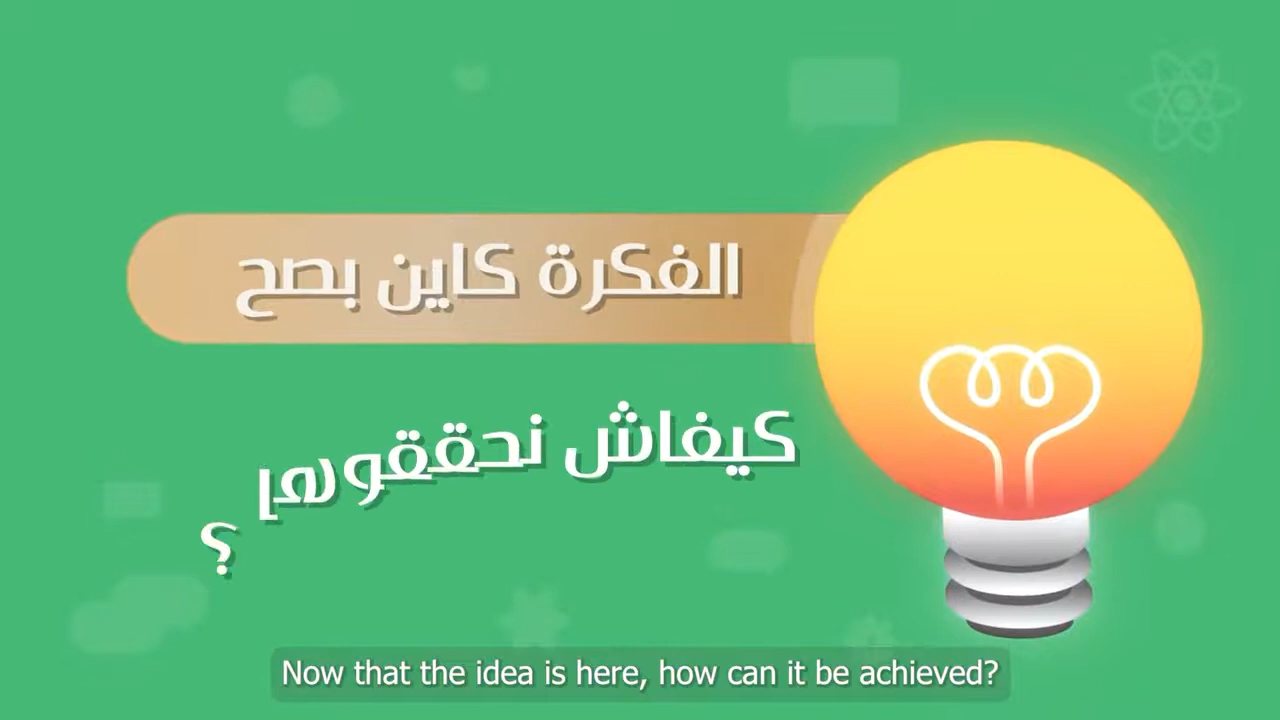 الفكرة كاين بصح
كيفاش نحققوها
؟
Now that the idea is here, how can it be achieved?